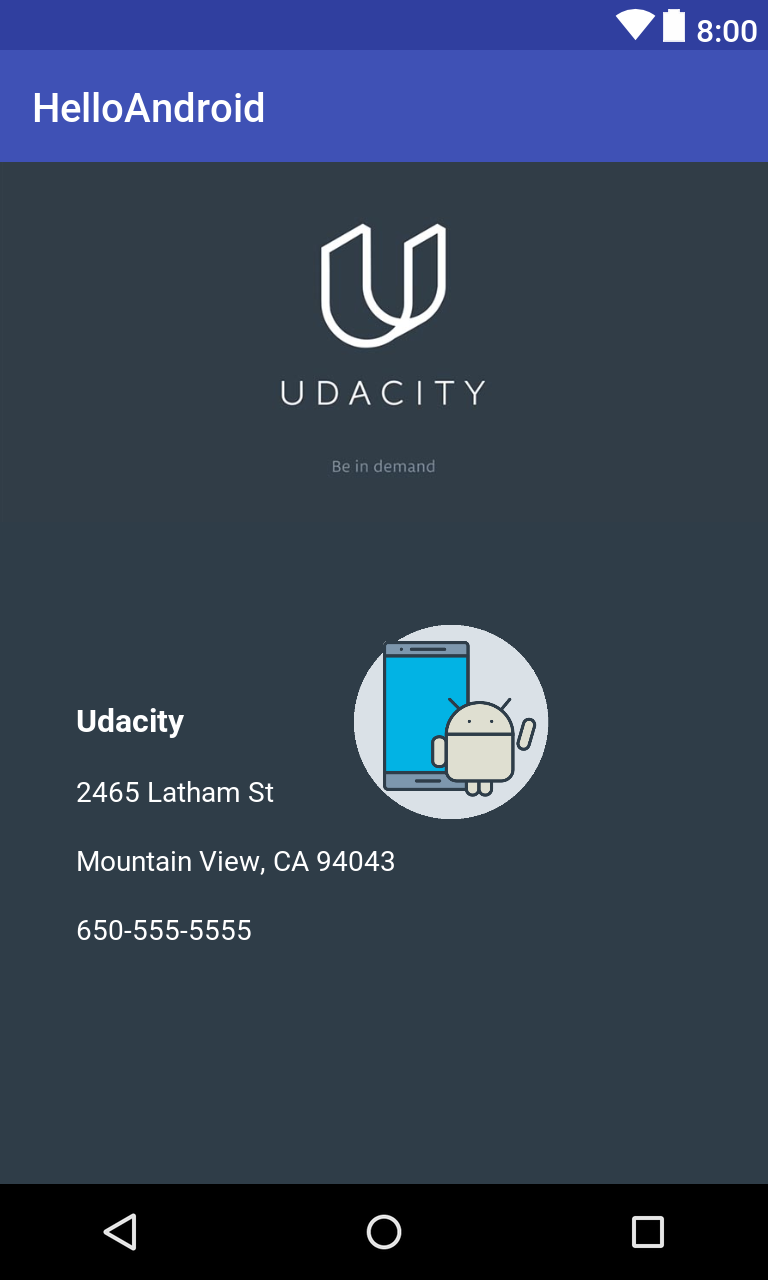 8:00
HelloAndroid
UDACITY
Be in demand
Udacity
2465 Latham St
Mountain View, CA 94043
650-555-5555